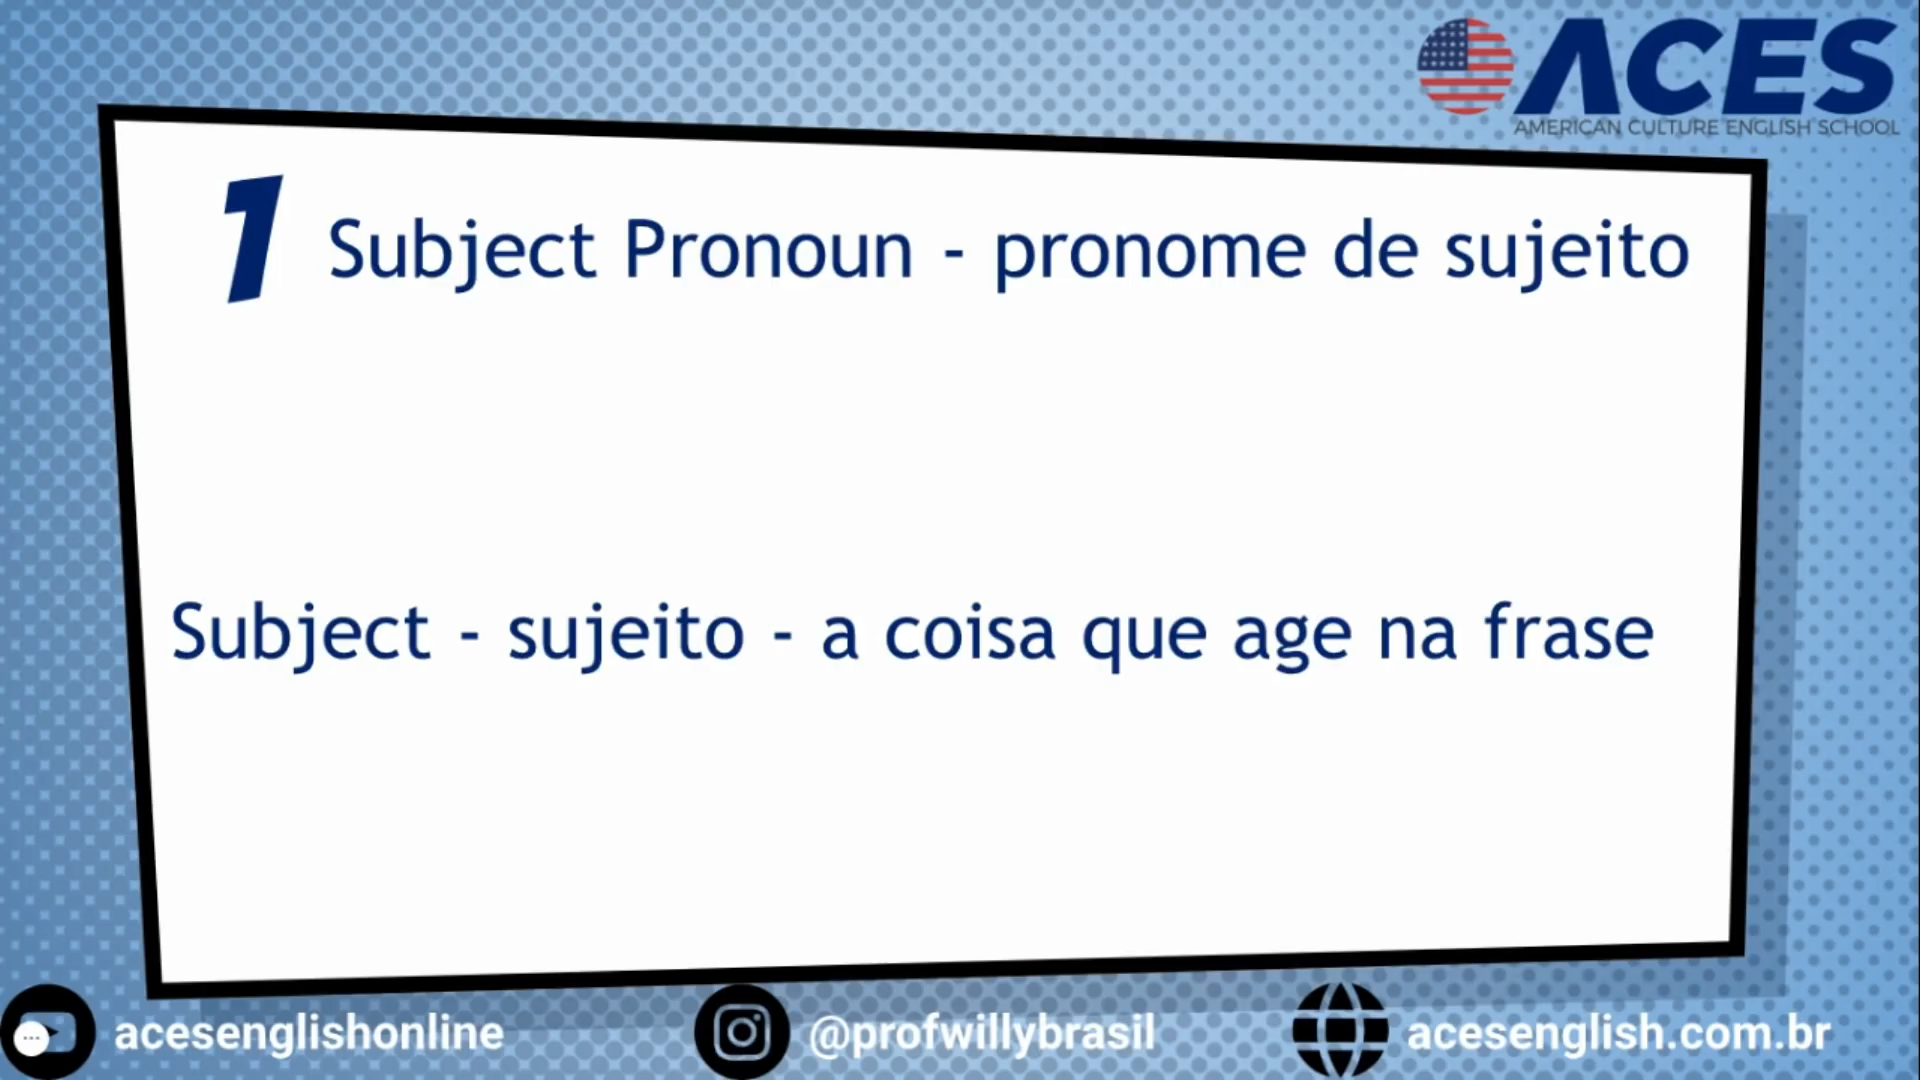 ACES
AMERICAN CULTURE ENGLISH SCHOOL
1 Subject Pronoun - pronome de sujeito
Subject - sujeito - a coisa que age na frase
acesenglishonline @profwillybrasil acesenglish.com.br